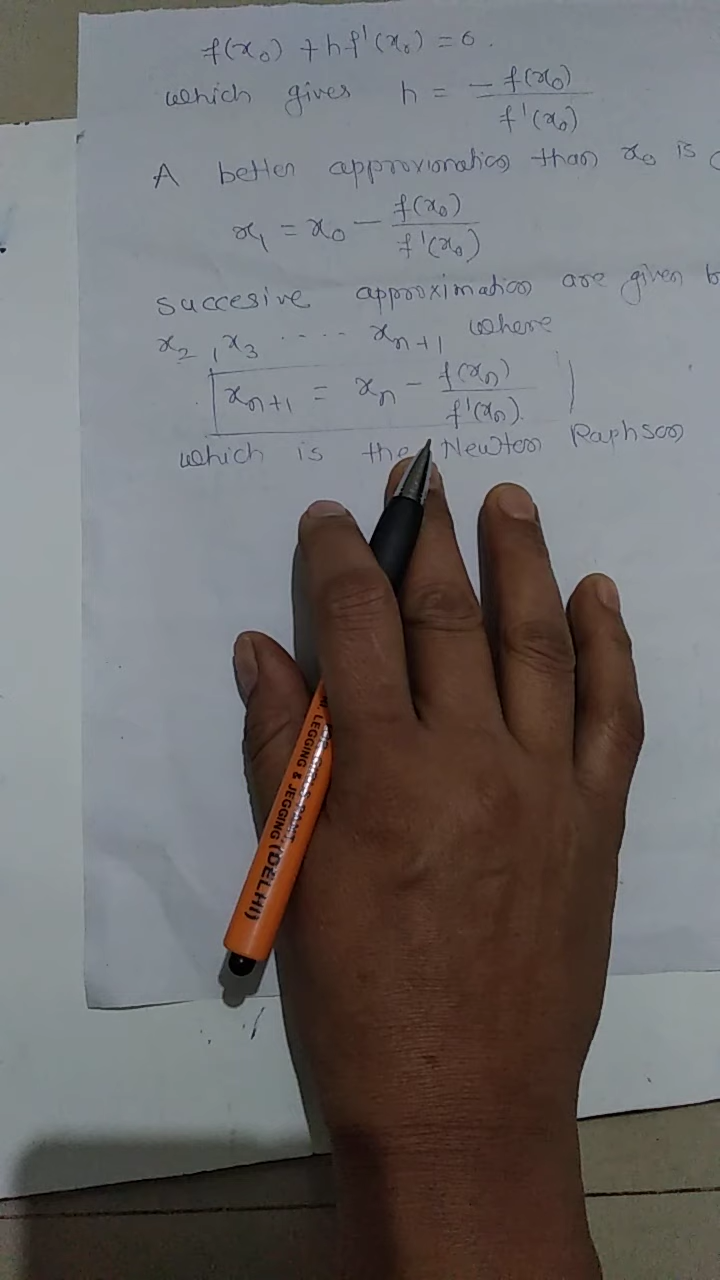 f(x₀) + hf'(x₀) = 0.
which gives h = -f(x₀)/f'(x₀)
A better approximation than x₀ is
x₁ = x₀ - f(x₀)/f'(x₀)
succesive approximation are given
x₂, x₃ ..... xₙ₊₁ where
xₙ₊₁ = xₙ - f(xₙ)/f'(xₙ).
which is the Newton Raphson
LEGGING & JEGGING (DELHI)